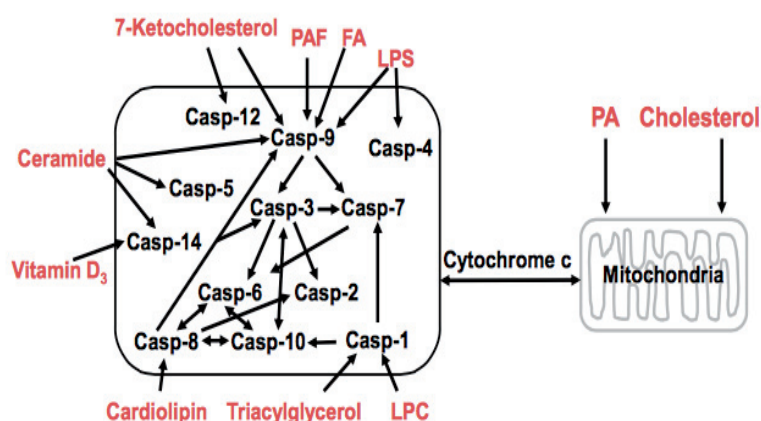 7-Ketocholesterol
PAF FA
LPS
Casp-12
Casp-9
Casp-4
PA Cholesterol
Ceramide
Casp-5
Casp-3 Casp-7
Casp-14
Vitamin D3
Cytochrome c
Mitochondria
Casp-6 Casp-2
Casp-8 Casp-10 Casp-1
Cardiolipin Triacylglycerol LPC